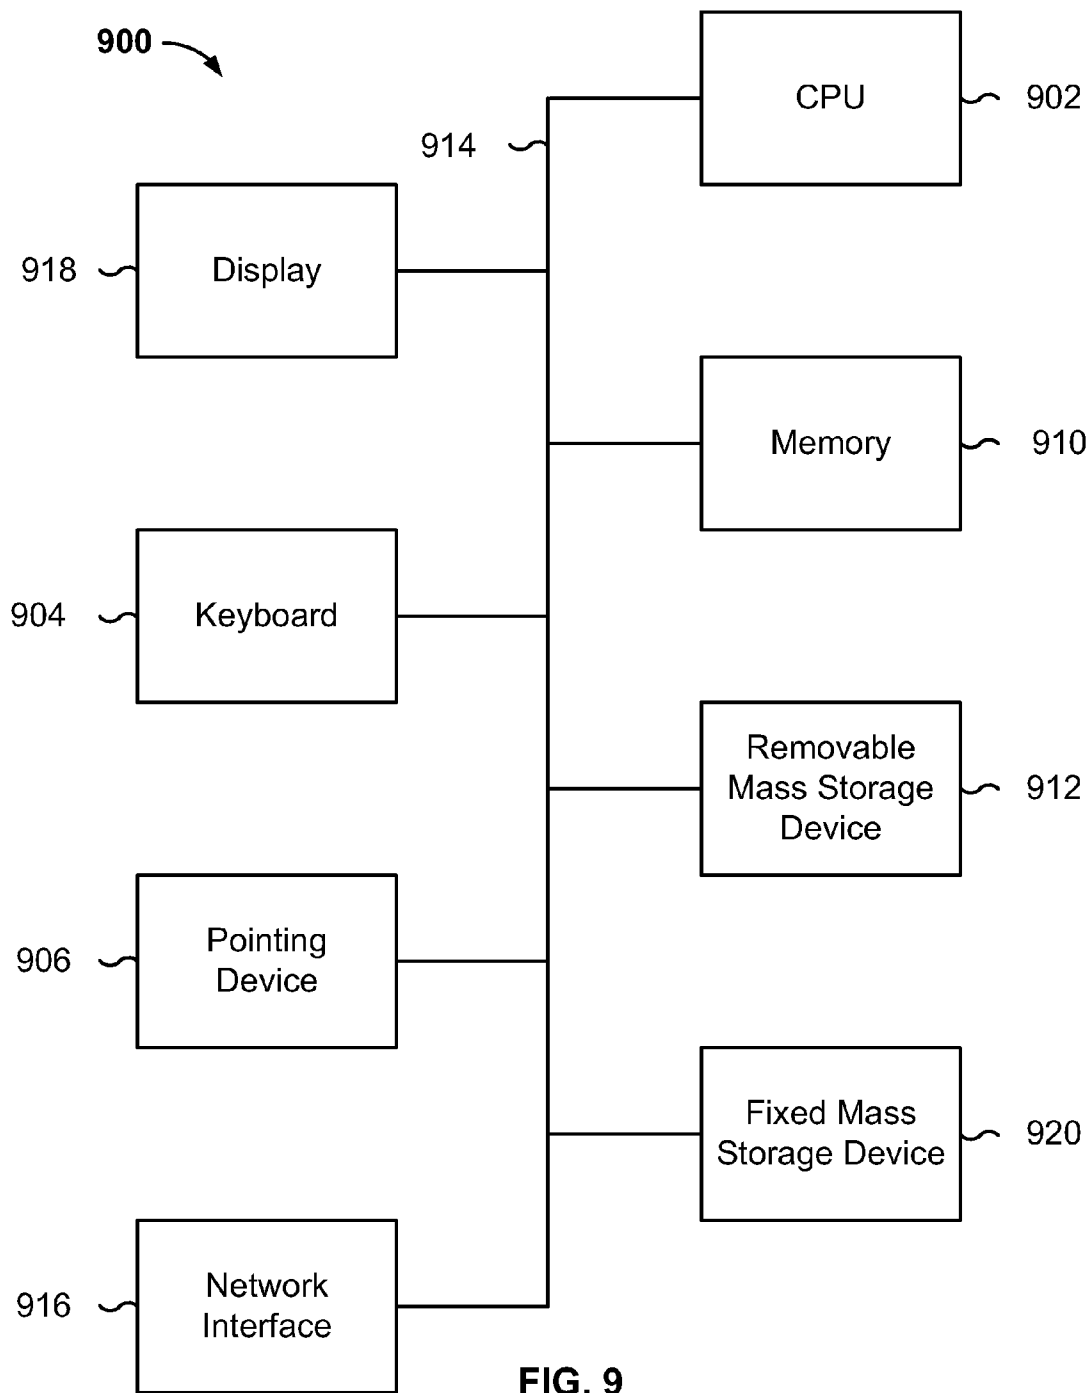 900
CPU
902
914
918
Display
Memory
910
904
Keyboard
Removable
Mass Storage
Device
912
906
Pointing
Device
Fixed Mass
Storage Device
920
916
Network
Interface
FIG. 9